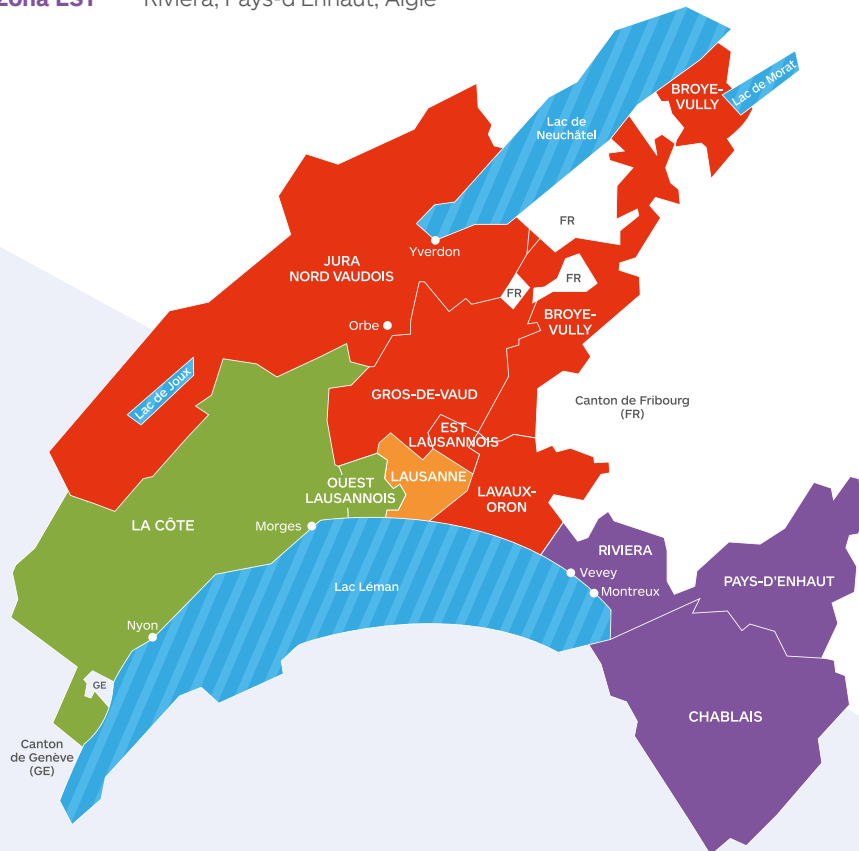 Zona EST Riviera, Pays-d'Enhaut, Aigle
BROYE-
VULLY
Lac de Morat
Lac de
Neuchâtel
FR
Yverdon
JURA
NORD VAUDOIS
FR
FR
BROYE-
VULLY
Orbe
Lac de Joux
GROS-DE-VAUD
Canton de Fribourg
(FR)
EST
LAUSANNOIS
LAUSANNE
OUEST
LAUSANNOIS
LAVAUX-
ORON
LA CÔTE
Morges
RIVIERA
Vevey
PAYS-D'ENHAUT
Lac Léman
Montreux
Nyon
GE
CHABLAIS
Canton
de Genève
(GE)